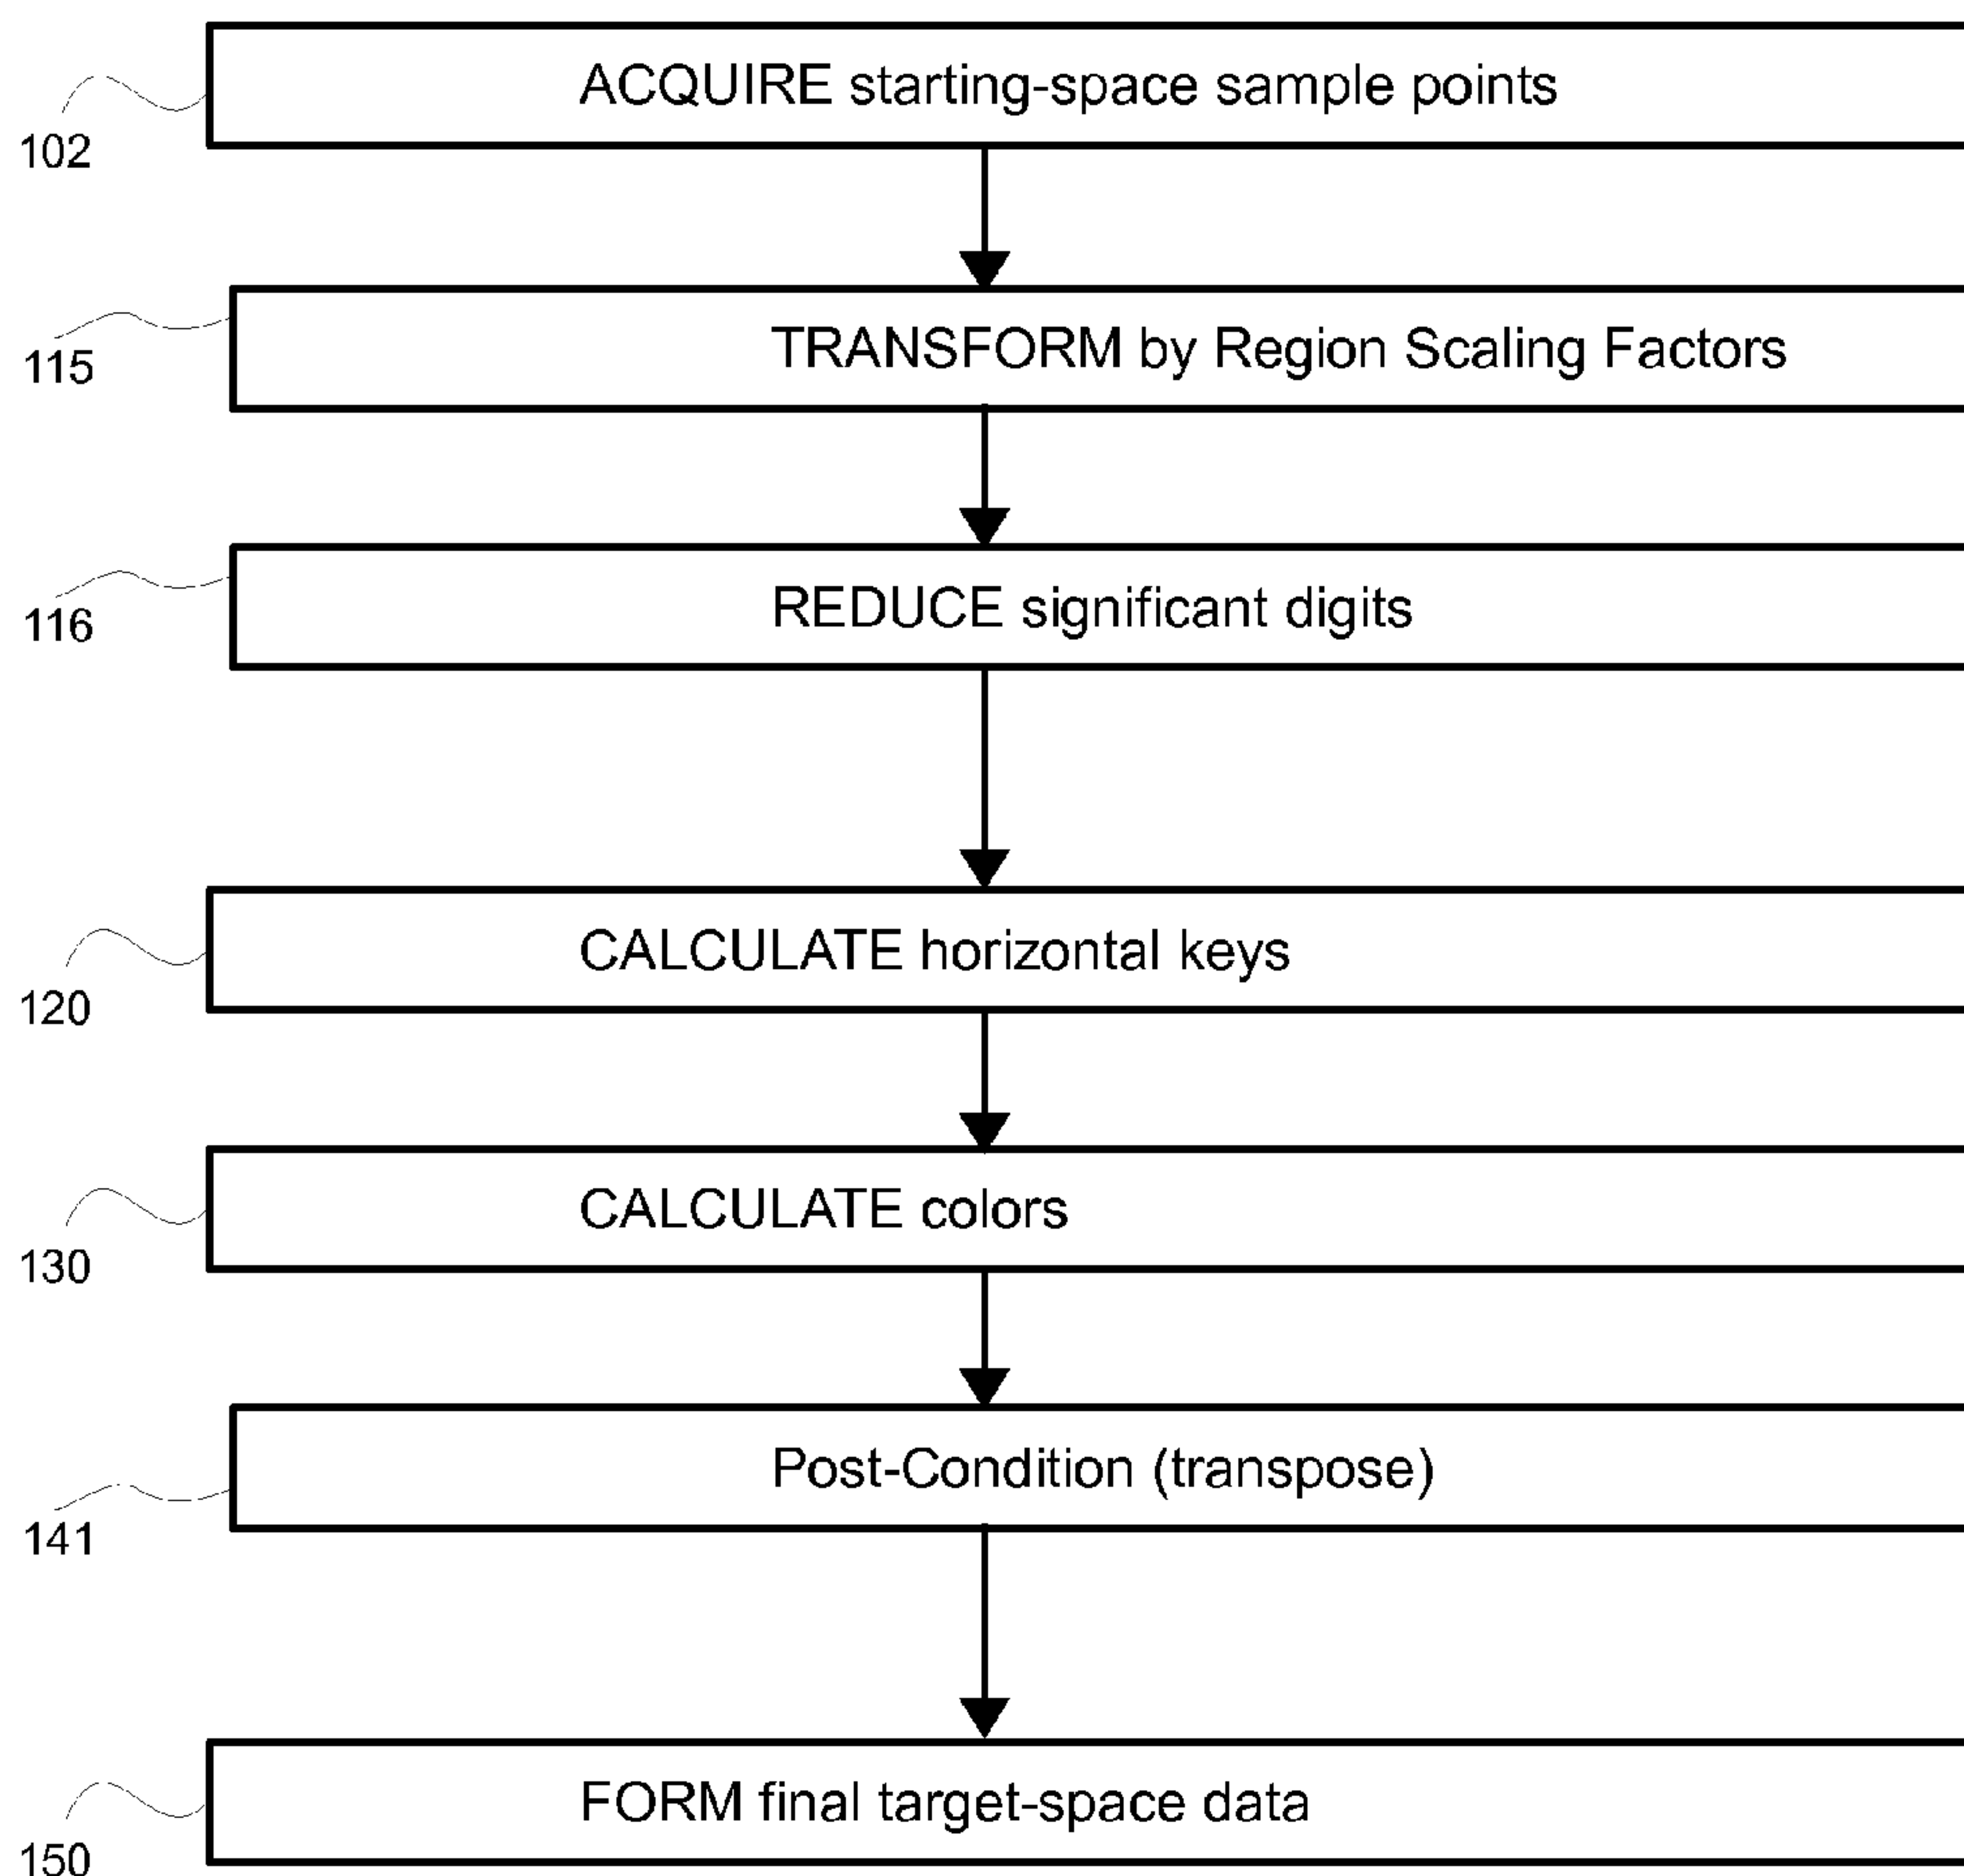 ACQUIRE starting-space sample points
102
TRANSFORM by Region Scaling Factors
115
REDUCE significant digits
116
CALCULATE horizontal keys
120
CALCULATE colors
130
Post-Condition (transpose)
141
FORM final target-space data
150